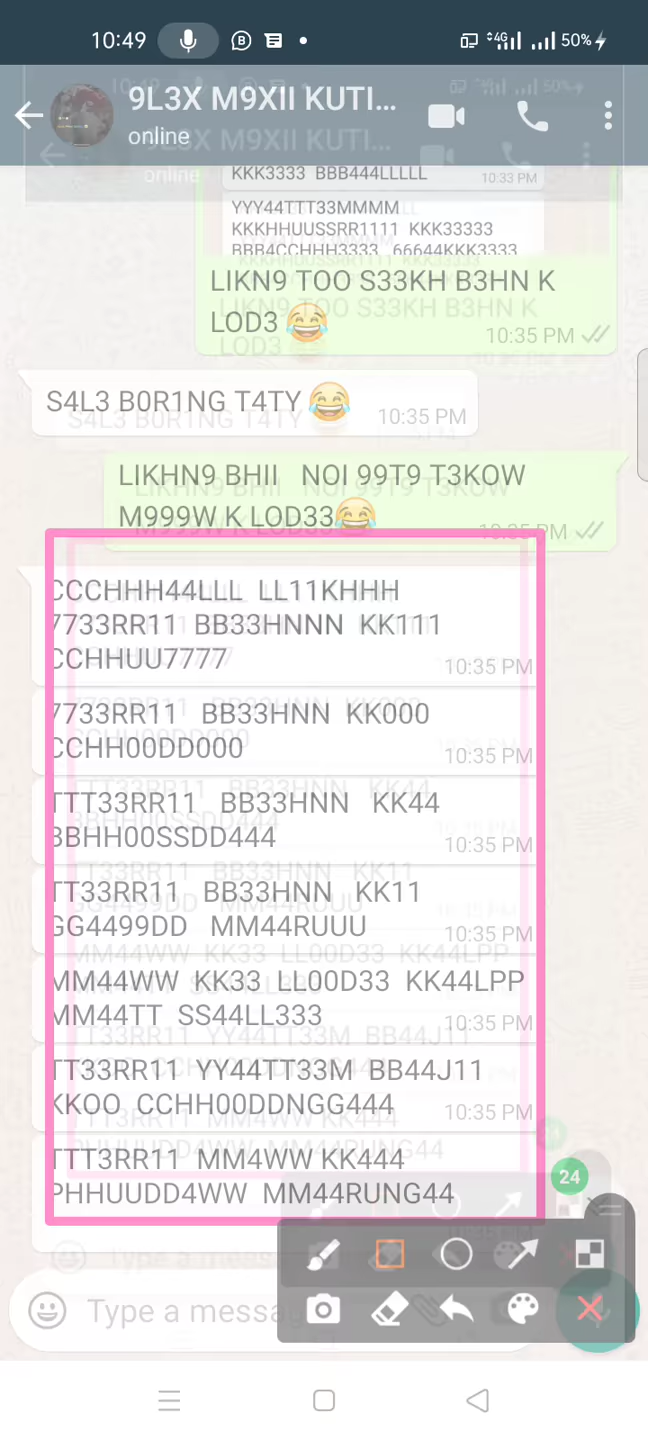 10:49
4G
50%
9L3X M9XII KUTI...
online
KKK3333 BBB444LLLLL
10:33 PM
YYY44TTT33MMMM
KKKHHUUSSRR1111 KKK33333
BBB4CCHHH3333 66644KKK3333
LIKN9 TOO S33KH B3HN K
LOD3 😂
10:35 PM
S4L3 B0R1NG T4TY 😂
10:35 PM
LIKHN9 BHII NOI 99T9 T3KOW
M999W K LOD33😂
10:35 PM
CCCHHH44LLL LL11KHHH
7733RR11 BB33HNNN KK111
CCHHUU7777
10:35 PM
7733RR11 BB33HNN KK000
CCHH00DD000
10:35 PM
TTT33RR11 BB33HNN KK44
BBHH00SSDD444
10:35 PM
TT33RR11 BB33HNN KK11
GG4499DD MM44RUUU
10:35 PM
MM44WW KK33 LL00D33 KK44LPP
MM44TT SS44LL333
10:35 PM
TT33RR11 YY44TT33M BB44J11
KKOO CCHH00DDNGG444
10:35 PM
TTT3RR11 MM4WW KK444
PHHUUDD4WW MM44RUNG44
24
Type a messa